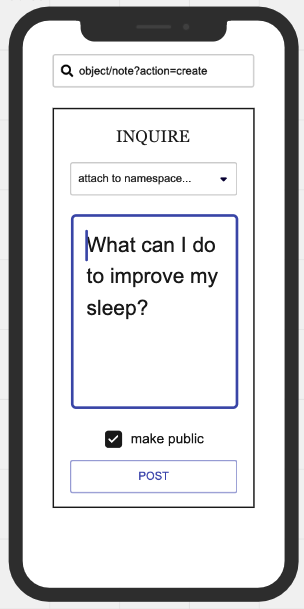 object/note?action=create
INQUIRE
attach to namespace...
What can I do
to improve my
sleep?
make public
POST